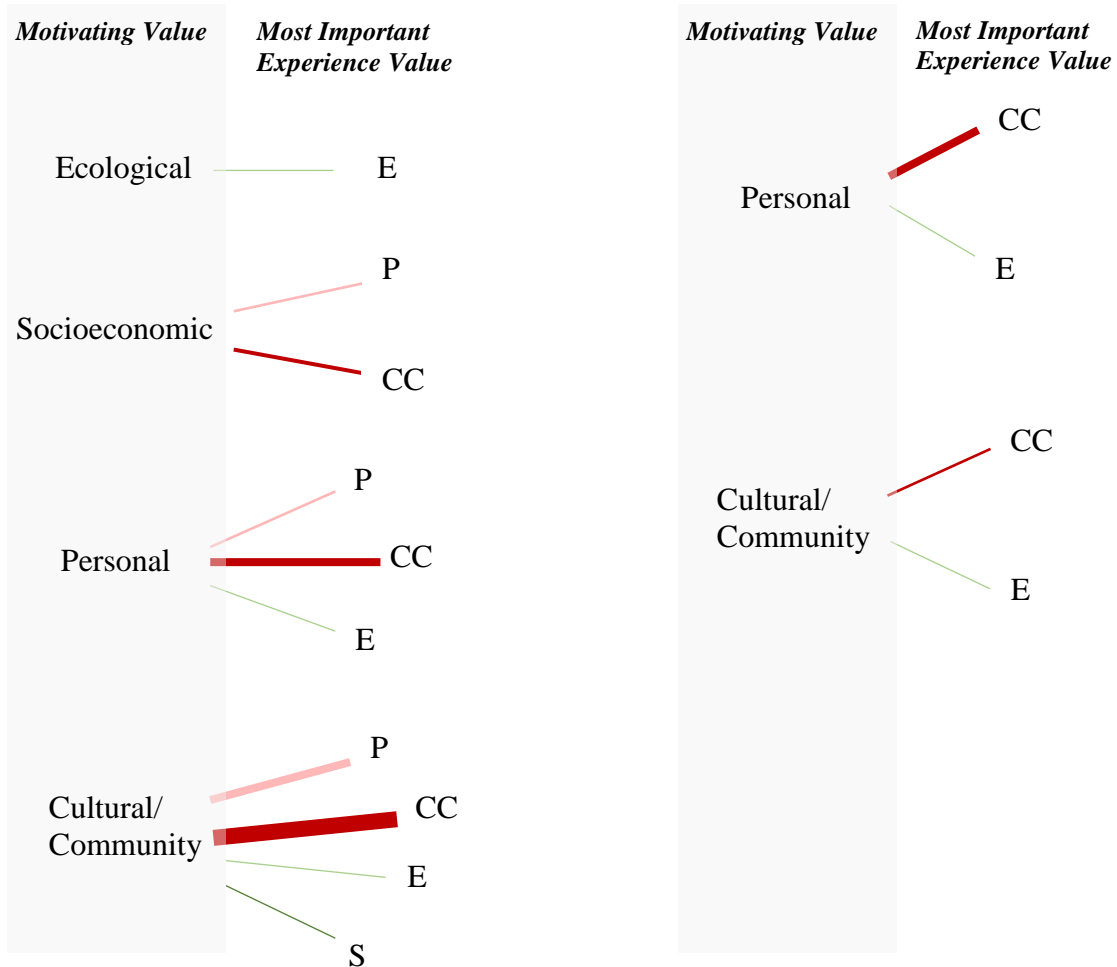 Motivating Value
Most Important
Experience Value
Ecological
E
P
Socioeconomic
CC
P
Personal
CC
E
P
Cultural/
Community
CC
E
S
Motivating Value
Most Important
Experience Value
CC
Personal
E
CC
Cultural/
Community
E